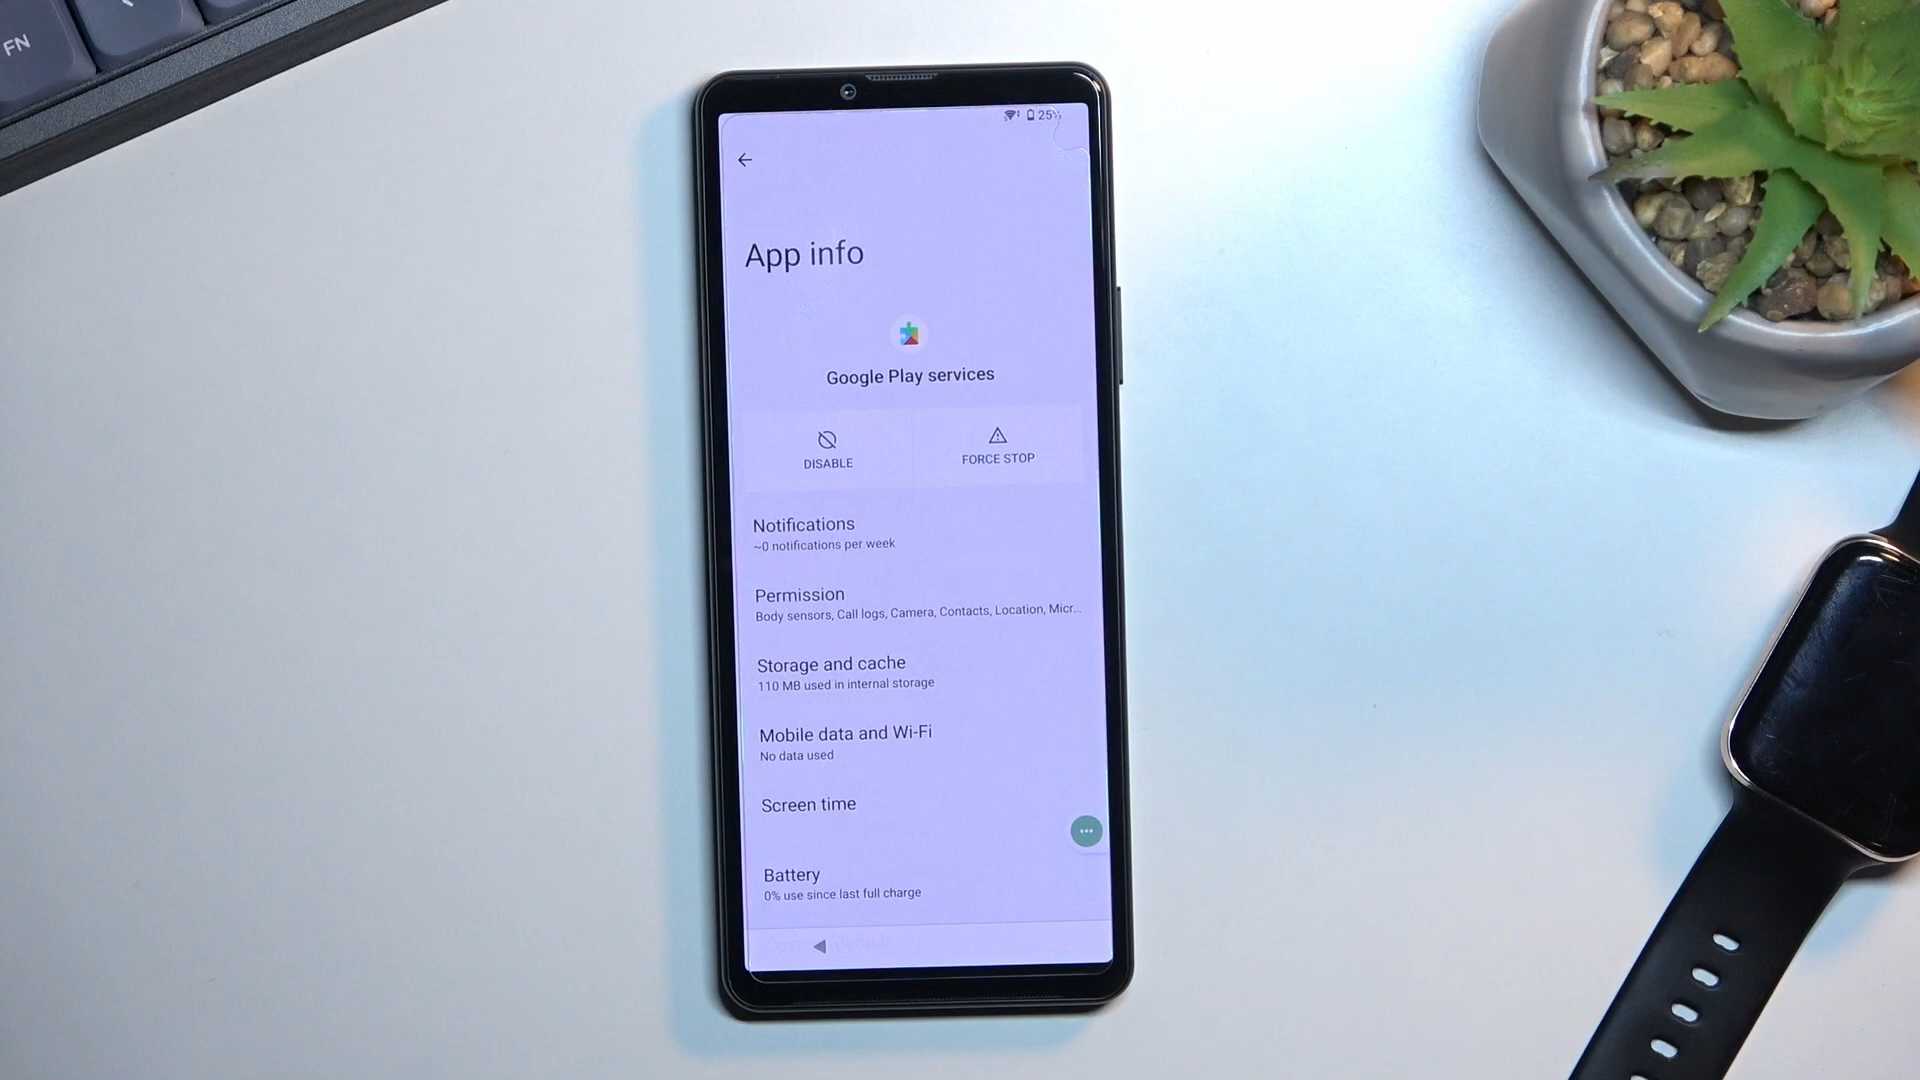 FN
25%
App info
Google Play services
DISABLE
FORCE STOP
Notifications
~0 notifications per week
Permission
Body sensors, Call logs, Camera, Contacts, Location, Micr...
Storage and cache
110 MB used in internal storage
Mobile data and Wi-Fi
No data used
Screen time
Battery
0% use since last full charge